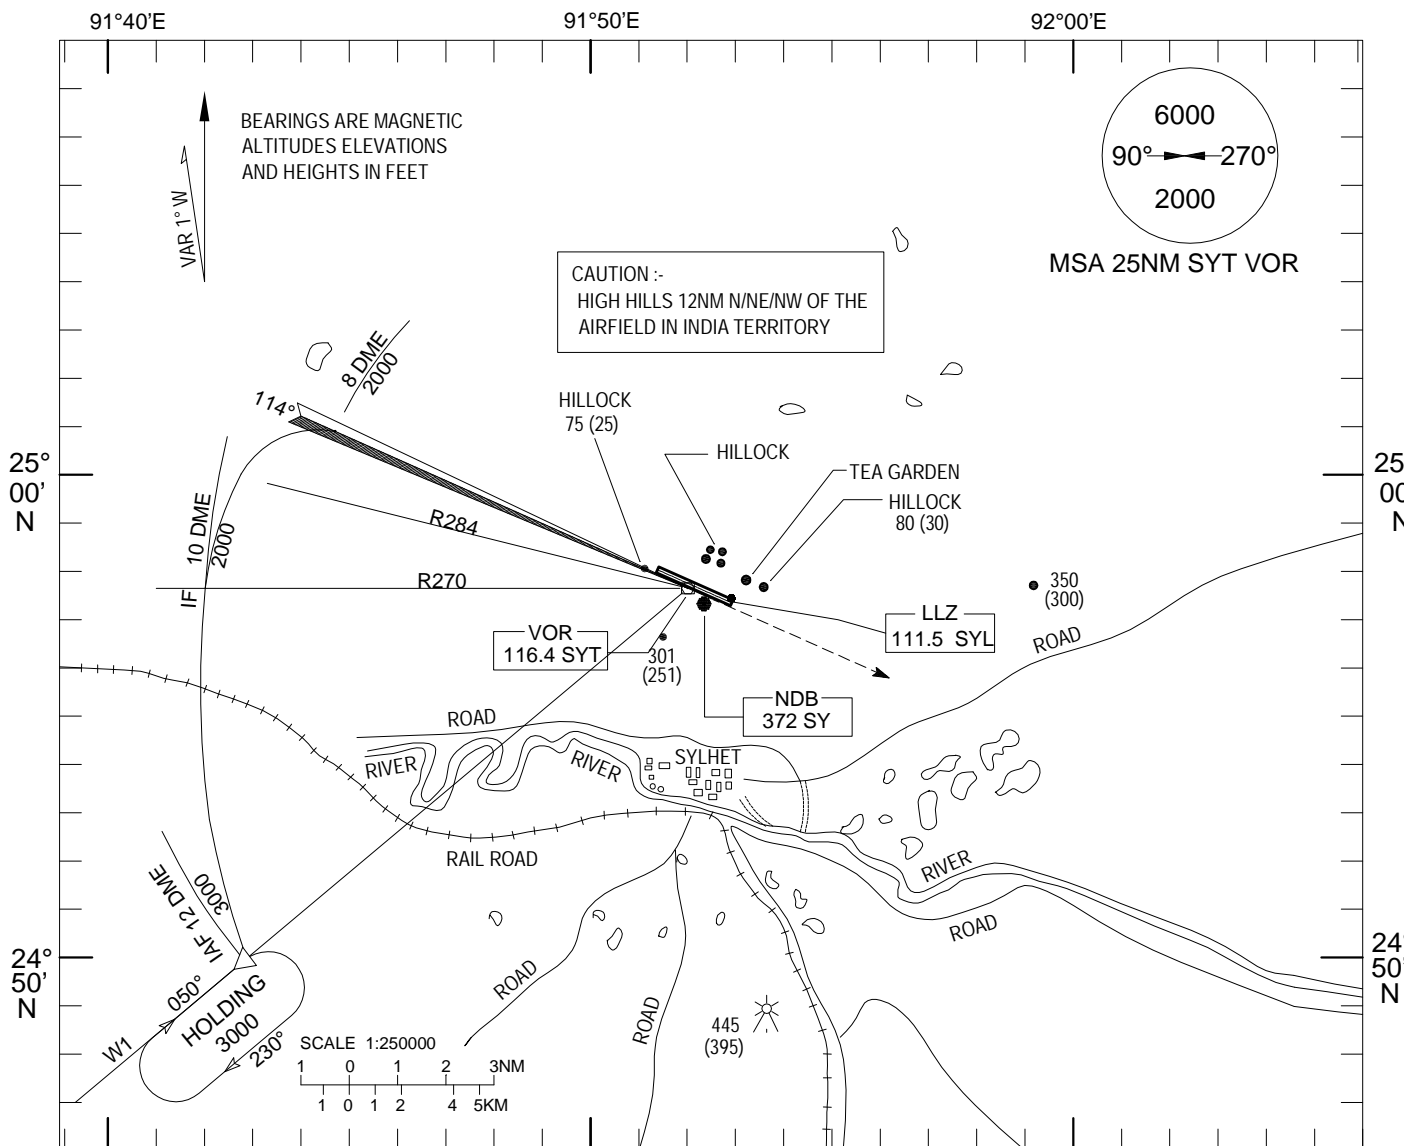 91°40'E
91°50'E
92°00'E
BEARINGS ARE MAGNETIC
ALTITUDES ELEVATIONS
AND HEIGHTS IN FEET
VAR 1° W
6000
90°
270°
2000
MSA 25NM SYT VOR
CAUTION :-
HIGH HILLS 12NM N/NE/NW OF THE
AIRFIELD IN INDIA TERRITORY
8 DME
2000
114°
HILLOCK
75 (25)
HILLOCK
TEA GARDEN
HILLOCK
80 (30)
25°
00'
N
25°
00'
N
10 DME
2000
IF
R284
R270
350
(300)
LLZ
111.5 SYL
VOR
116.4 SYT
301
(251)
NDB
372 SY
ROAD
ROAD
RIVER
RIVER
SYLHET
RAIL ROAD
RIVER
ROAD
IAF 12 DME
3000
24°
50'
N
24°
50'
N
050°
HOLDING
3000
230°
W1
ROAD
ROAD
445
(395)
SCALE 1:250000
1 0 1 2 3NM
1 0 1 2 4 5KM